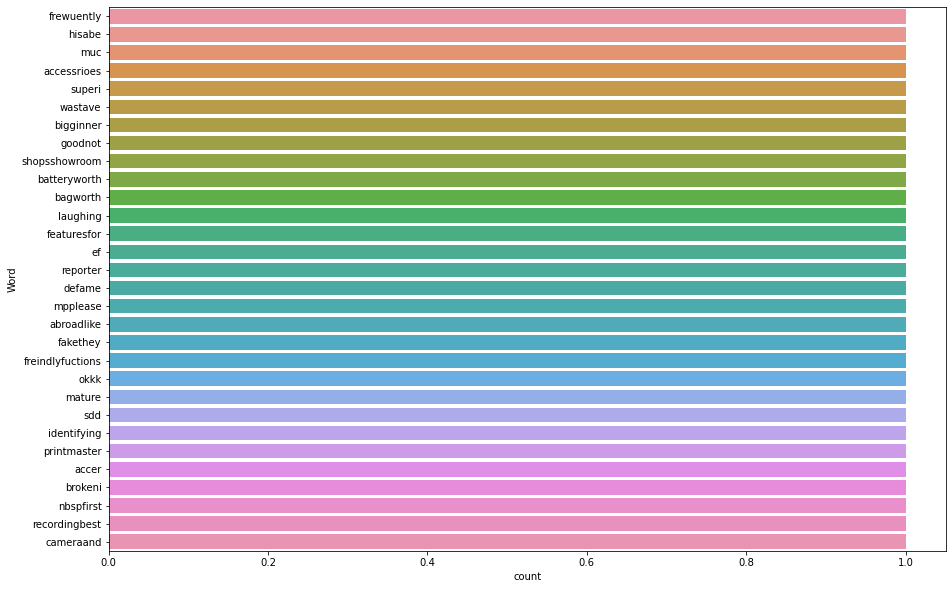 frewuently
hisabe
muc
accessrioes
superi
wastave
bigginner
goodnot
shopsshowroom
batteryworth
bagworth
laughing
featuresfor
ef
reporter
defame
mpplease
abroadlike
fakethey
freindlyfuctions
okkk
mature
sdd
identifying
printmaster
accer
brokeni
nbspfirst
recordingbest
cameraand
Word
0.0 0.2 0.4 0.6 0.8 1.0
count